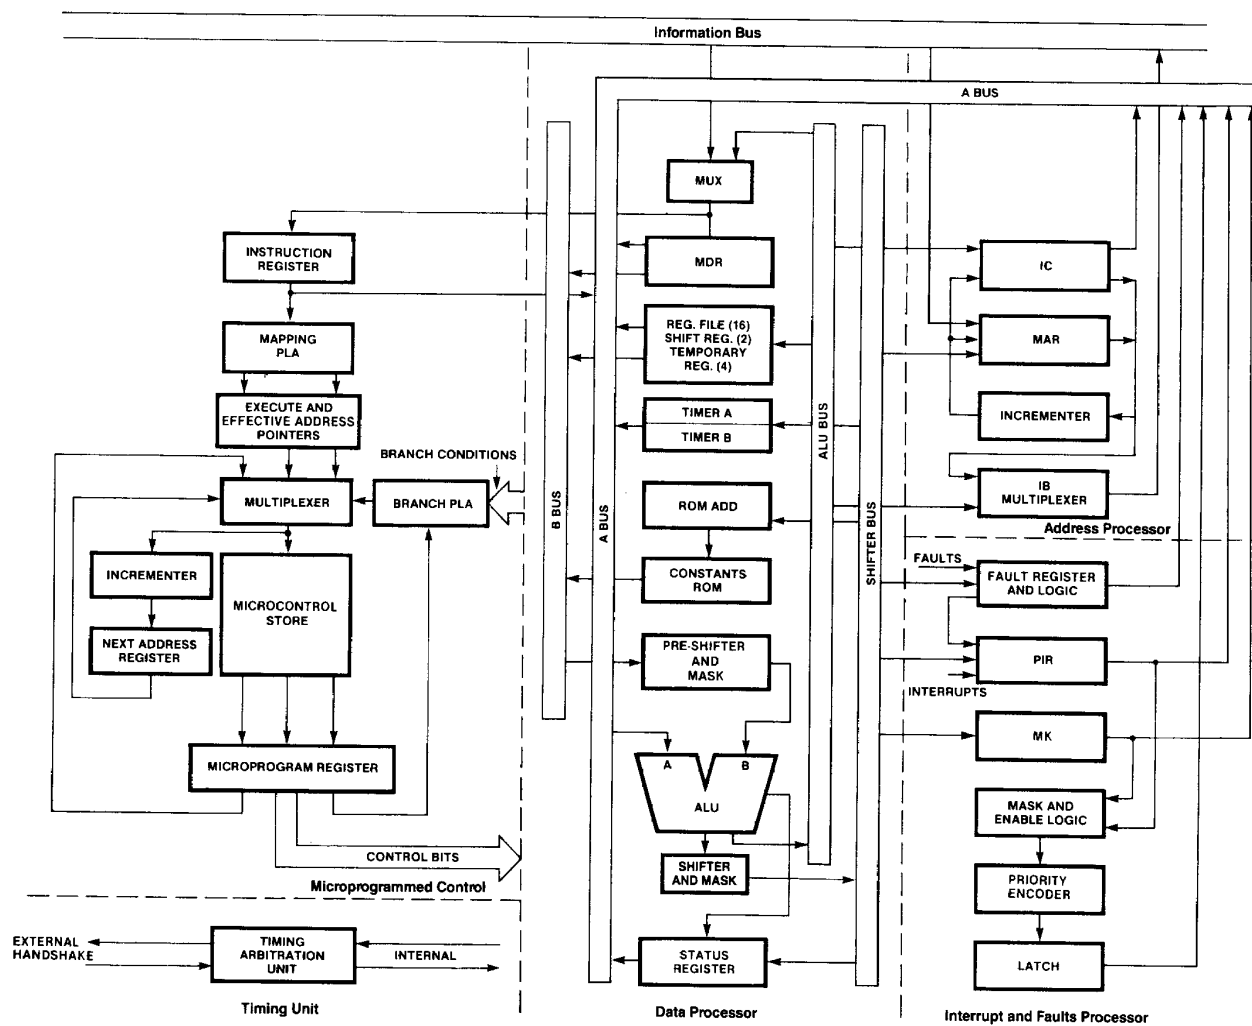 Information Bus
A BUS
MUX
INSTRUCTION
REGISTER
MDR
IC
MAPPING
PLA
REG. FILE (16)
SHIFT REG. (2)
TEMPORARY
REG. (4)
MAR
EXECUTE AND
EFFECTIVE ADDRESS
POINTERS
TIMER A
TIMER B
ALU BUS
INCREMENTER
BRANCH CONDITIONS
MULTIPLEXER
BRANCH PLA
B BUS
A BUS
ROM ADD
SHIFTER BUS
IB
MULTIPLEXER
Address Processor
INCREMENTER
MICROCONTROL
STORE
CONSTANTS
ROM
FAULTS
FAULT REGISTER
AND LOGIC
NEXT ADDRESS
REGISTER
PRE-SHIFTER
AND
MASK
PIR
INTERRUPTS
MK
MICROPROGRAM REGISTER
A
B
ALU
MASK AND
ENABLE LOGIC
CONTROL BITS
Microprogrammed Control
SHIFTER
AND MASK
PRIORITY
ENCODER
EXTERNAL
HANDSHAKE
TIMING
ARBITRATION
UNIT
INTERNAL
STATUS
REGISTER
LATCH
Timing Unit
Data Processor
Interrupt and Faults Processor